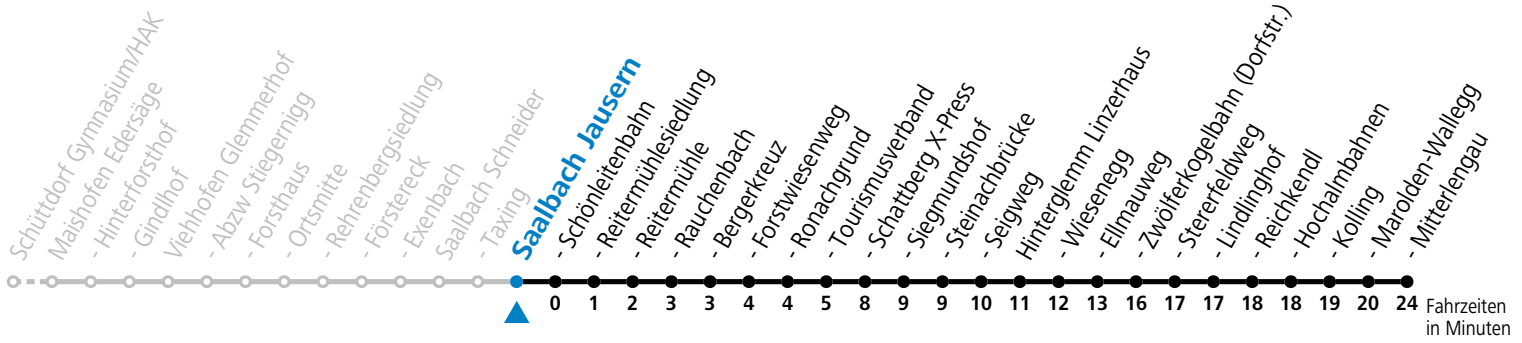 Schüttdorf Gymnasium/HAK
Maishofen Edersäge
- Hinterforsthof
- Gindlhof
Viehhofen Glemmerhof
- Abzw Stiegernigg
- Forsthaus
- Ortsmitte
- Rehrenbergsiedlung
- Förstereck
- Exenbach
Saalbach Schneider
- Taxing
Saalbach Jausern
- Schönleitenbahn
- Reitermühlesiedlung
- Reitermühle
- Rauchenbach
- Bergerkreuz
- Forstwiesenweg
- Ronachgrund
- Tourismusverband
- Schattberg X-Press
- Siegmundshof
- Steinachbrücke
- Seigweg
Hinterglemm Linzerhaus
- Wiesenegg
- Ellmauweg
- Zwölferkogelbahn (Dorfstr.)
- Stererfeldweg
- Lindlinghof
- Reichkendl
- Hochalmbahnen
- Kolling
- Marolden-Wallegg
- Mitterlengau
0 1 2 3 3 4 4 5 8 9 9 10 11 12 13 16 17 17 18 18 19 20 24 Fahrzeiten
in Minuten